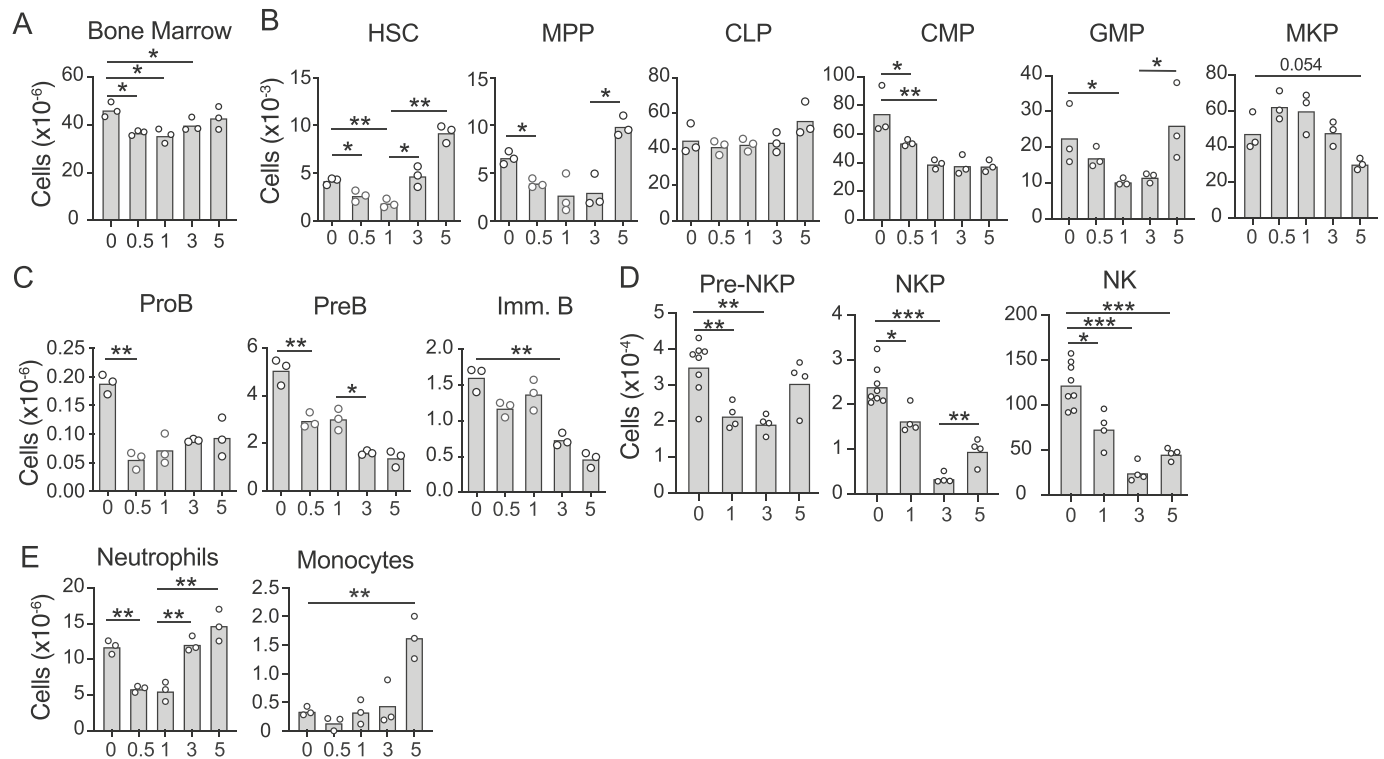 A
Bone Marrow
Cells (x10⁻⁶)
60
40
20
0
*
*
*
0 0.5 1 3 5
B
HSC
Cells (x10⁻³)
15
10
5
0
**
**
*
*
0 0.5 1 3 5
MPP
15
10
5
0
*
*
0 0.5 1 3 5
CLP
80
60
40
20
0
0 0.5 1 3 5
CMP
100
80
60
40
20
0
*
**
0 0.5 1 3 5
GMP
40
30
20
10
0
*
*
0 0.5 1 3 5
MKP
80
60
40
20
0
0.054
0 0.5 1 3 5
C
ProB
Cells (x10⁻⁶)
0.25
0.20
0.15
0.10
0.05
0.00
**
0 0.5 1 3 5
PreB
6
4
2
0
**
*
0 0.5 1 3 5
Imm. B
2.0
1.5
1.0
0.5
0.0
**
0 0.5 1 3 5
D
Pre-NKP
Cells (x10⁻⁴)
5
4
3
2
1
0
**
**
0 1 3 5
NKP
4
3
2
1
0
***
*
**
0 1 3 5
NK
200
150
100
50
0
***
***
*
0 1 3 5
E
Neutrophils
Cells (x10⁻⁶)
20
15
10
5
0
**
**
**
0 0.5 1 3 5
Monocytes
2.5
2.0
1.5
1.0
0.5
0
**
0 0.5 1 3 5